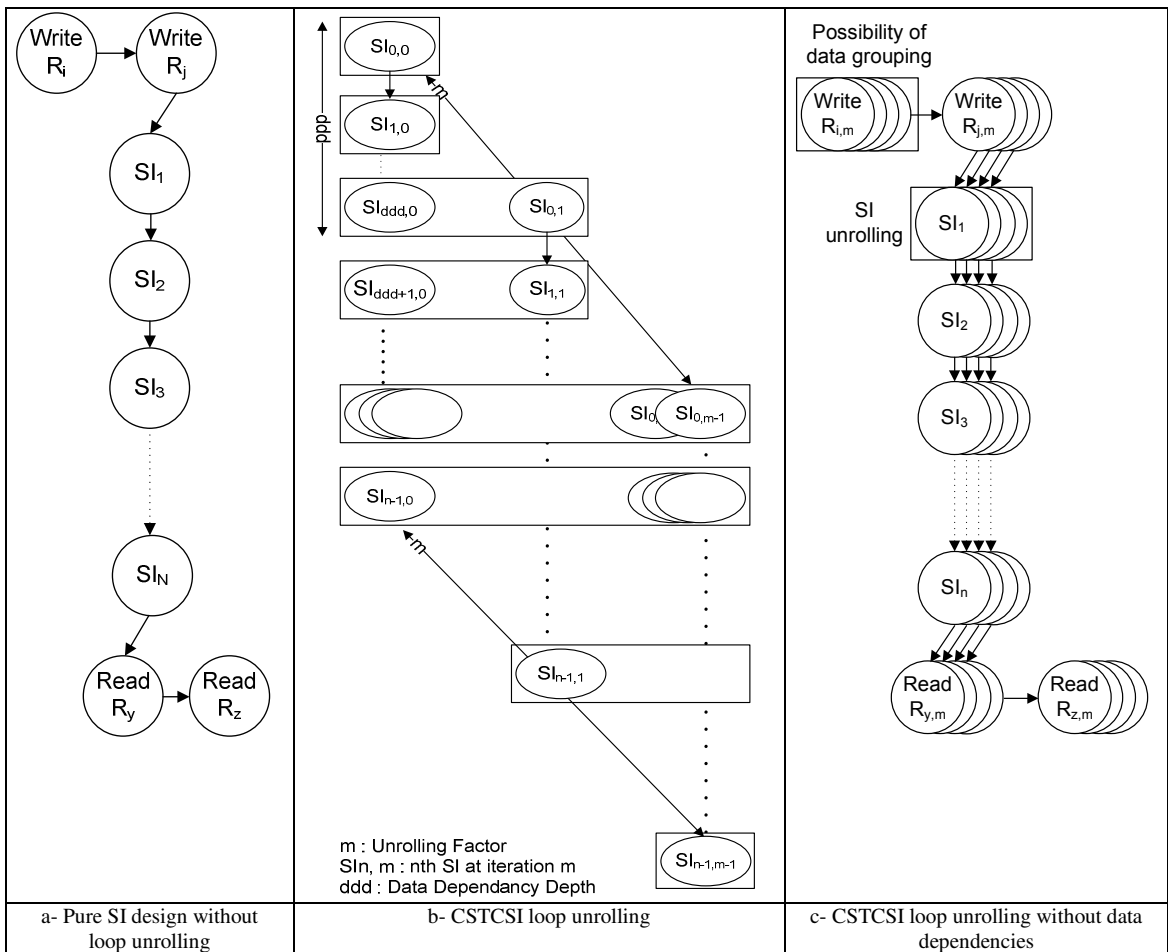 Write
Ri
Write
Rj
SI1
SI2
SI3
SIN
Read
Ry
Read
Rz
a- Pure SI design without
loop unrolling
ddd
SI0,0
m
SI1,0
SIddd,0
SI0,1
SIddd+1,0
SI1,1
SI0,
SI0,m-1
SIn-1,0
m
SIn-1,1
SIn-1,m-1
m : Unrolling Factor
SIn, m : nth SI at iteration m
ddd : Data Dependancy Depth
b- CSTCSI loop unrolling
Possibility of
data grouping
Write
Ri,m
Write
Rj,m
SI
unrolling
SI1
SI2
SI3
SIn
Read
Ry,m
Read
Rz,m
c- CSTCSI loop unrolling without data
dependencies